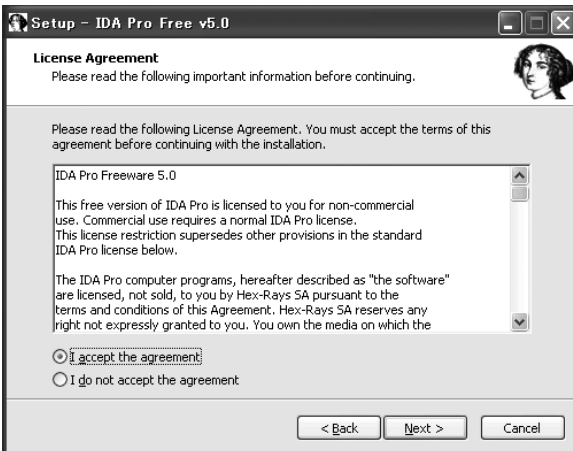 Setup - IDA Pro Free v5.0
License Agreement
Please read the following important information before continuing.
Please read the following License Agreement. You must accept the terms of this
agreement before continuing with the installation.
IDA Pro Freeware 5.0
This free version of IDA Pro is licensed to you for non-commercial
use. Commercial use requires a normal IDA Pro license.
This license restriction supersedes other provisions in the standard
IDA Pro license below.
The IDA Pro computer programs, hereafter described as "the software"
are licensed, not sold, to you by Hex-Rays SA pursuant to the
terms and conditions of this Agreement. Hex-Rays SA reserves any
right not expressly granted to you. You own the media on which the
I accept the agreement
I do not accept the agreement
< Back Next > Cancel